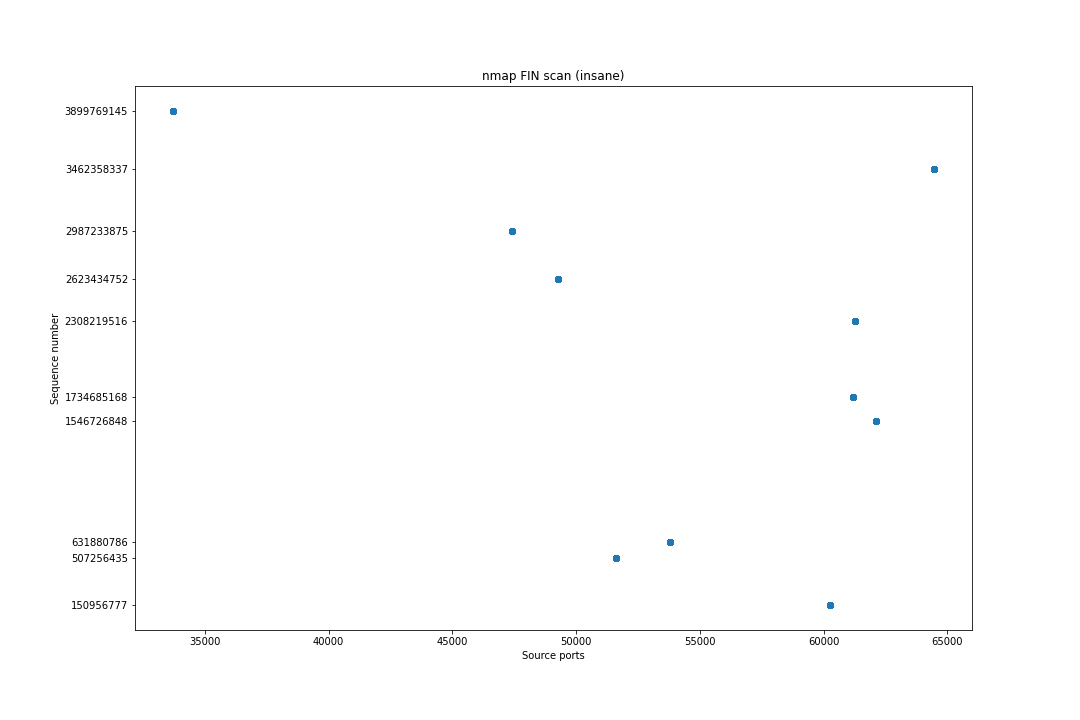 nmap FIN scan (insane)
3899769145
3462358337
2987233875
2623434752
2308219516
1734685168
1546726848
631880786
507256435
150956777
Sequence number
35000 40000 45000 50000 55000 60000 65000
Source ports